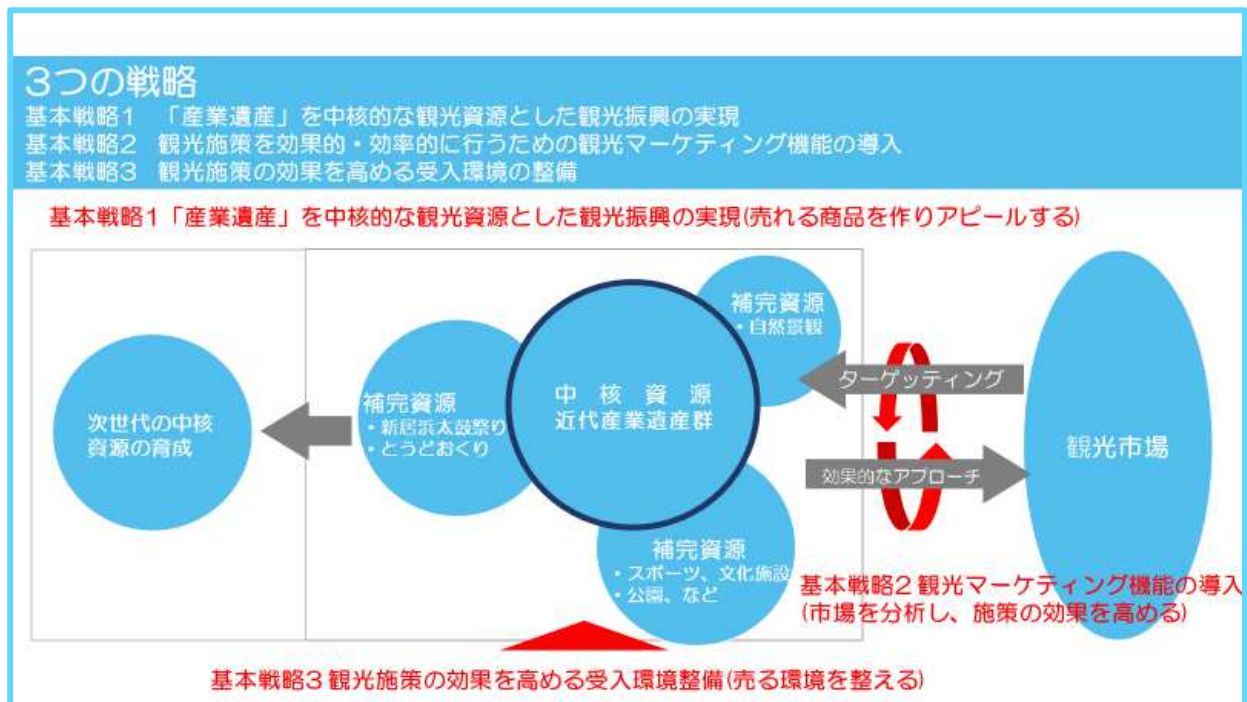 3つの戦略
基本戦略1　「産業遺産」を中核的な観光資源とした観光振興の実現
基本戦略2　観光施策を効果的・効率的に行うための観光マーケティング機能の導入
基本戦略3　観光施策の効果を高める受入環境の整備
基本戦略1「産業遺産」を中核的な観光資源とした観光振興の実現(売れる商品を作りアピールする)
次世代の中核
資源の育成
補完資源
・新居浜太鼓祭り
・とうどおくり
中　核　資　源
近代産業遺産群
補完資源
・自然景観
補完資源
・スポーツ、文化施設
・公園、など
ターゲッティング
効果的なアプローチ
観光市場
基本戦略2 観光マーケティング機能の導入
(市場を分析し、施策の効果を高める)
基本戦略3 観光施策の効果を高める受入環境整備(売る環境を整える)